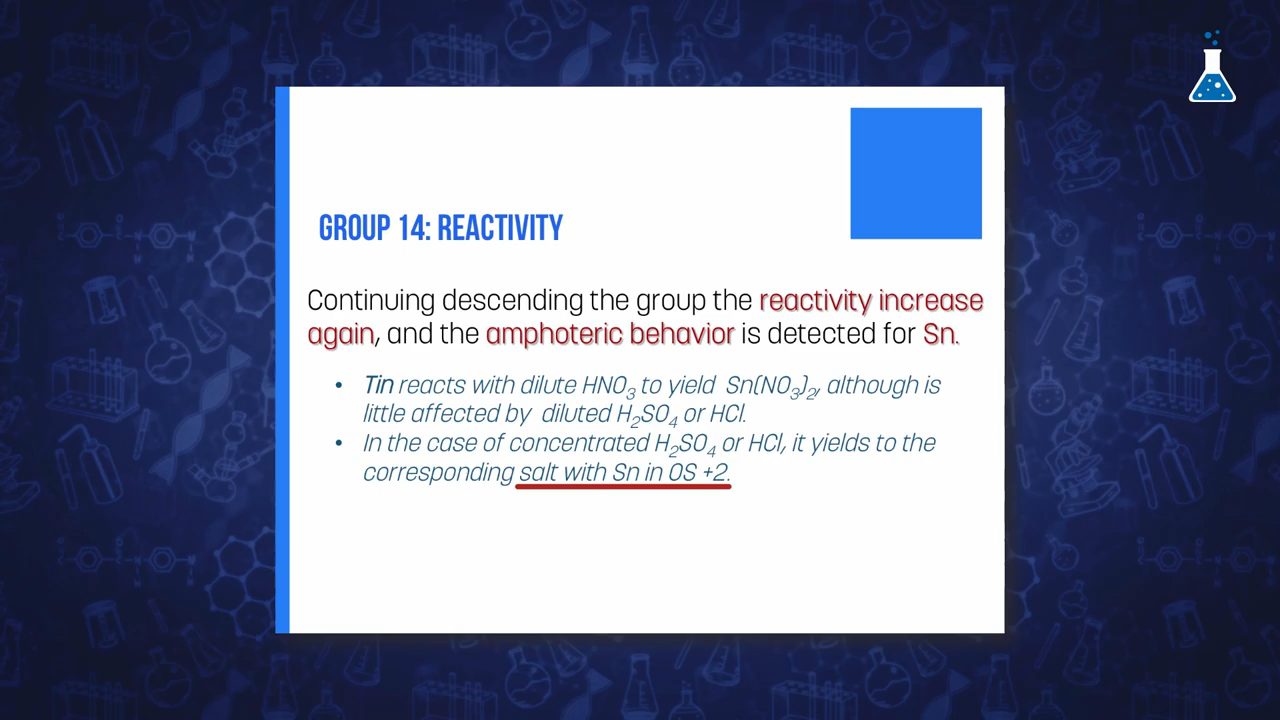 GROUP 14: REACTIVITY
Continuing descending the group the reactivity increase
again, and the amphoteric behavior is detected for Sn.
• Tin reacts with dilute HNO₃ to yield Sn(NO₃)₂, although is
little affected by diluted H₂SO₄ or HCl.
• In the case of concentrated H₂SO₄ or HCl, it yields to the
corresponding salt with Sn in OS +2.